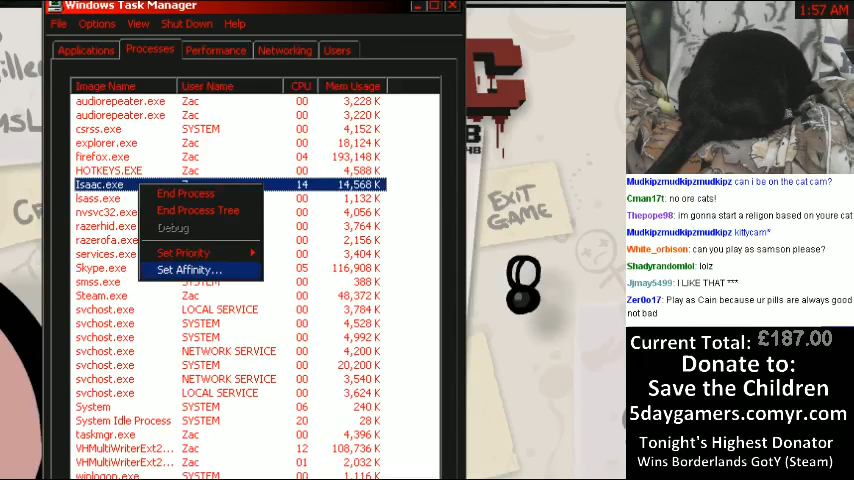 Windows Task Manager
File Options View Shut Down Help
Applications Processes Performance Networking Users
Image Name User Name CPU Mem Usage
audiorepeater.exe Zac 00 3,228 K
audiorepeater.exe Zac 00 3,220 K
csrss.exe SYSTEM 00 4,152 K
explorer.exe Zac 00 7,124 K
firefox.exe Zac 04 193,148 K
HOTKEYS.EXE Zac 00 4,588 K
Isaac.exe 14 14,568 K
lsass.exe 00 1,132 K
nvsvc32.exe 00 4,056 K
razerhid.exe 00 2,744 K
razerofa.exe 00 2,156 K
services.exe 00 3,404 K
Skype.exe 05 116,908 K
smss.exe 00 388 K
Steam.exe Zac 00 48,372 K
svchost.exe LOCAL SERVICE 00 3,784 K
svchost.exe SYSTEM 00 4,528 K
svchost.exe SYSTEM 00 4,992 K
svchost.exe NETWORK SERVICE 00 4,200 K
svchost.exe SYSTEM 00 20,200 K
svchost.exe NETWORK SERVICE 00 3,540 K
svchost.exe LOCAL SERVICE 00 3,624 K
System SYSTEM 06 240 K
System Idle Process SYSTEM 20 28 K
taskmgr.exe Zac 00 4,396 K
VHMultiWriterExt2... Zac 12 108,736 K
VHMultiWriterExt2... Zac 01 2,032 K
winlogon.exe SYSTEM 00 1,116 K
End Process
End Process Tree
Debug
Set Priority
Set Affinity...
EXIT
GAME
1:57 AM
Mudkipzmudkipzmudkipz can i be on the cat cam?
Cman17t: no ore cats!
Thepope98: im gonna start a religon based on youre cat
Mudkipzmudkipzmudkipz kittycam*
White_orbison: can you play as samson please?
Shadyrandomlol: lolz
Jjmay5499: I LIKE THAT ***
Zer0o17: Play as Cain because ur pills are always good
not bad
Current Total: £187.00
Donate to:
Save the Children
5daygamers.comyr.com
Tonight's Highest Donator
Wins Borderlands GotY (Steam)